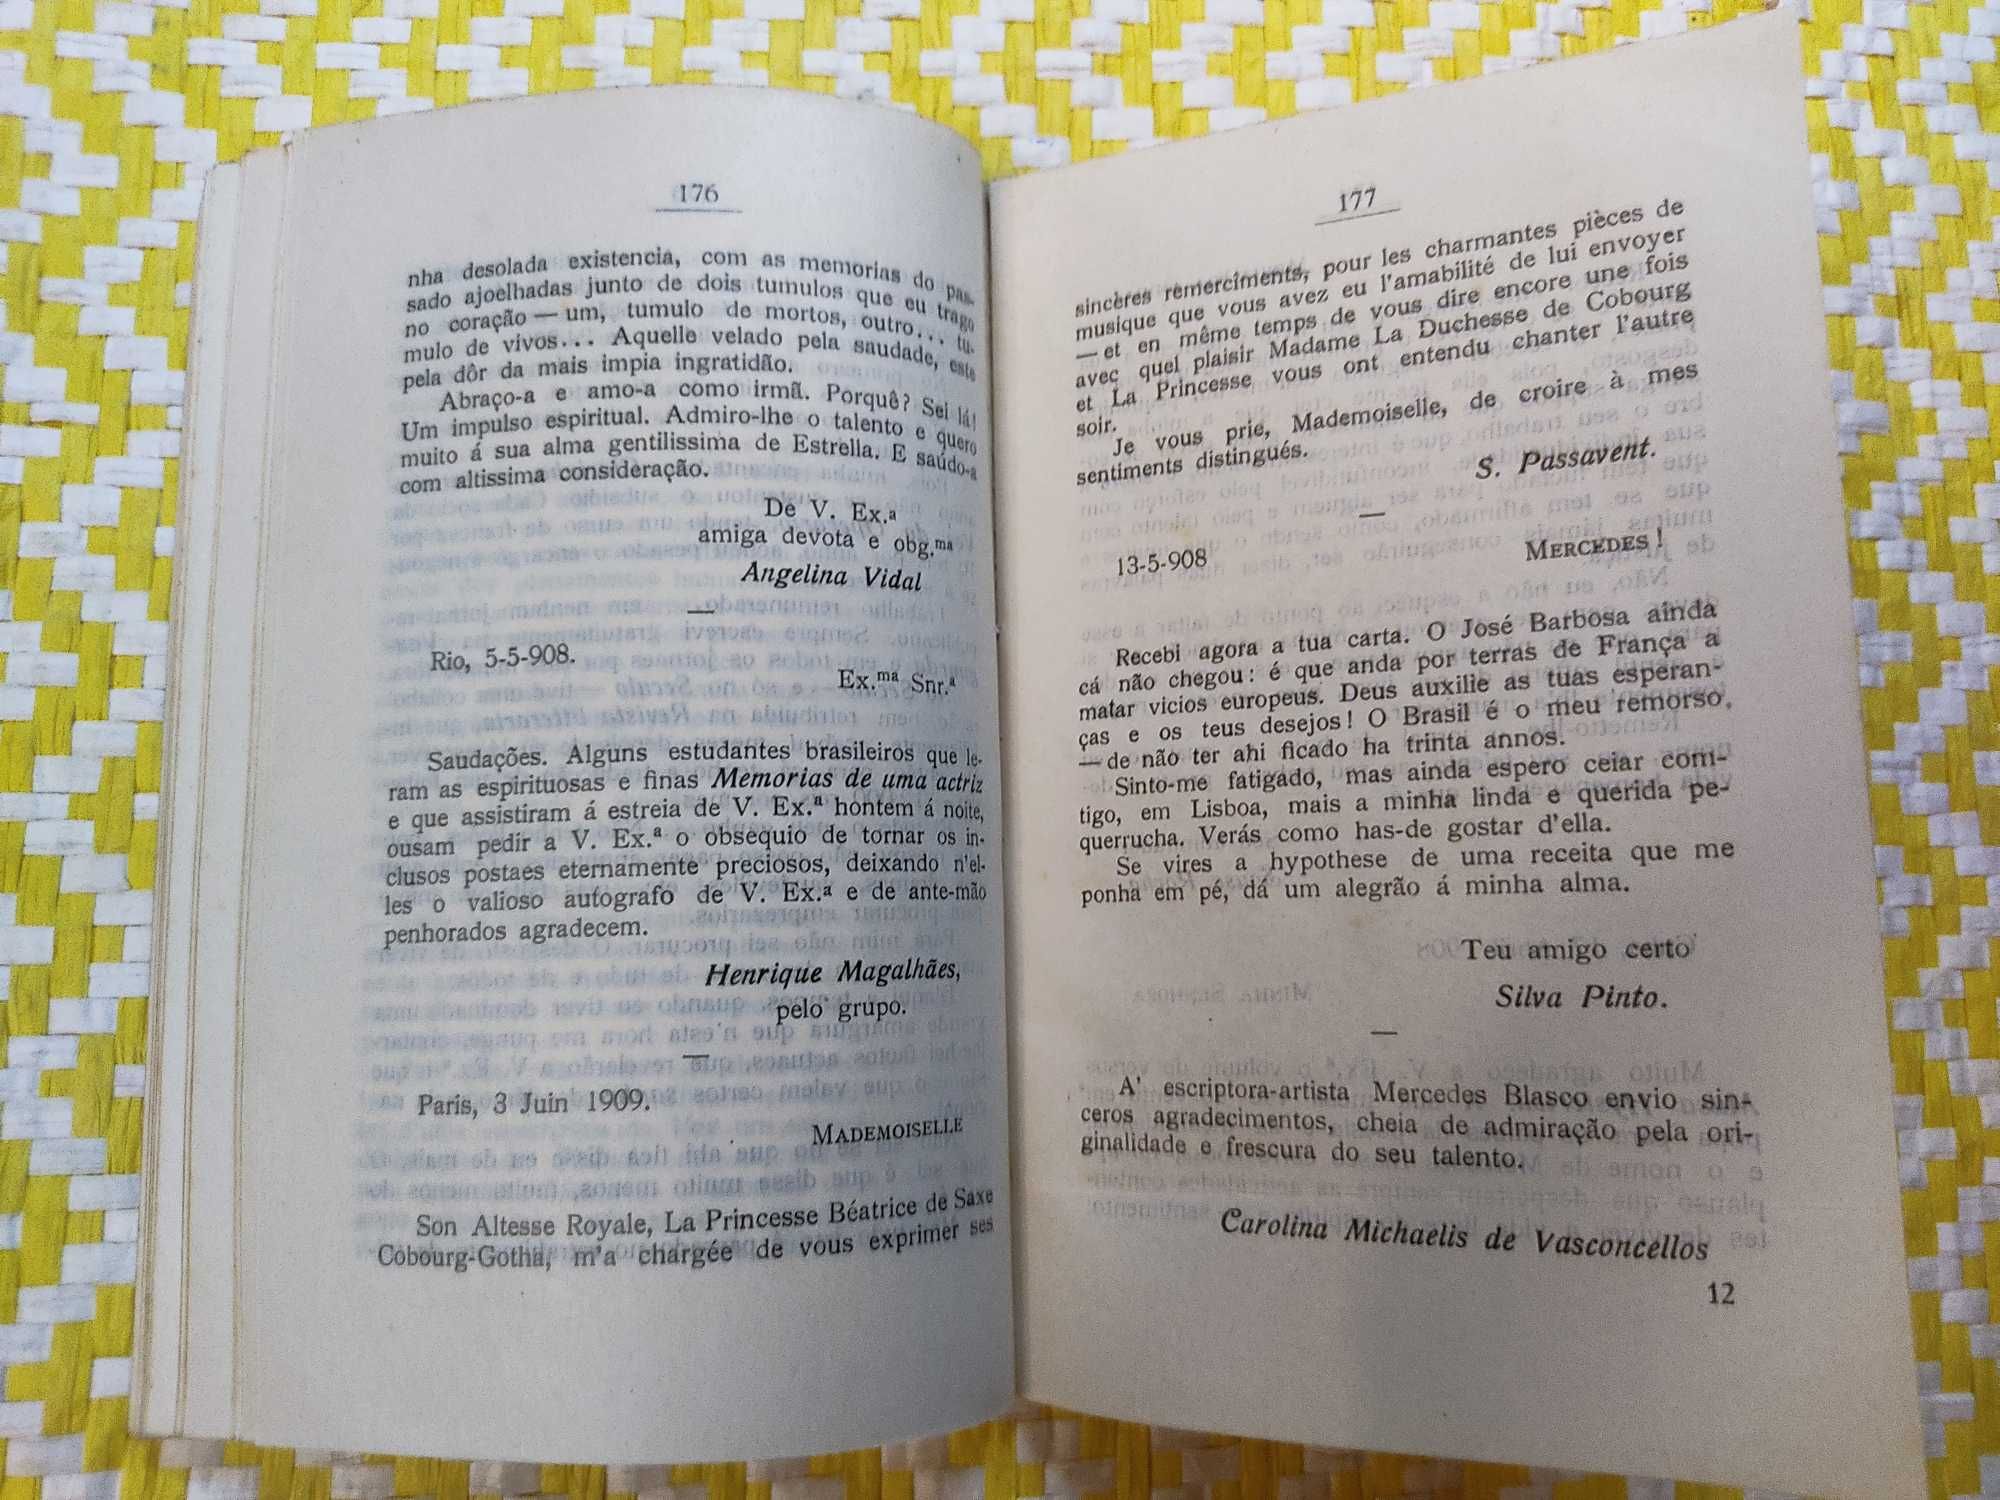 176
nha desolada existencia, com as memorias do pas-
sado ajoelhadas junto de dois tumulos que eu trago
no coração — um, tumulo de mortos, outro... tu-
mulo de vivos... Aquelle velado pela saudade, este
pela dôr da mais impia ingratidão.
Abraço-a e amo-a como irmã. Porquê? Sei lá!
Um impulso espiritual. Admiro-lhe o talento e quero
muito á sua alma gentilissima de Estrella. E saúdo-a
com altissima consideração.
De V. Ex.ª
amiga devota e obg.ma
Angelina Vidal
Rio, 5-5-908.
Ex.ma Snr.ª
Saudações. Alguns estudantes brasileiros que le-
ram as espirituosas e finas Memorias de uma actriz
e que assistiram á estreia de V. Ex.ª hontem á noite,
ousam pedir a V. Ex.ª o obsequio de tornar os in-
clusos postaes eternamente preciosos, deixando n'el-
les o valioso autografo de V. Ex.ª e de ante-mão
penhorados agradecem.
Henrique Magalhães,
pelo grupo.
Paris, 3 Juin 1909.
MADEMOISELLE
Son Altesse Royale, La Princesse Béatrice de Saxe
Cobourg-Gotha, m'a chargée de vous exprimer ses
177
sincères remercîments, pour les charmantes pièces de
musique que vous avez eu l'amabilité de lui envoyer
— et en même temps de vous dire encore une fois
avec quel plaisir Madame La Duchesse de Cobourg
et La Princesse vous ont entendu chanter l'autre
soir.
Je vous prie, Mademoiselle, de croire à mes
sentiments distingués.
S. Passavent.
13-5-908
MERCEDES!
Recebi agora a tua carta. O José Barbosa ainda
cá não chegou: é que anda por terras de França a
matar vicios europeus. Deus auxilie as tuas esperan-
ças e os teus desejos! O Brasil é o meu remorso,
— de não ter ahi ficado ha trinta annos.
Sinto-me fatigado, mas ainda espero ceiar com-
tigo, em Lisboa, mais a minha linda e querida pe-
querrucha. Verás como has-de gostar d'ella.
Se vires a hypothese de uma receita que me
ponha em pé, dá um alegrão á minha alma.
Teu amigo certo
Silva Pinto.
A' escriptora-artista Mercedes Blasco envio sin-
ceros agradecimentos, cheia de admiração pela ori-
ginalidade e frescura do seu talento.
Carolina Michaelis de Vasconcellos
12